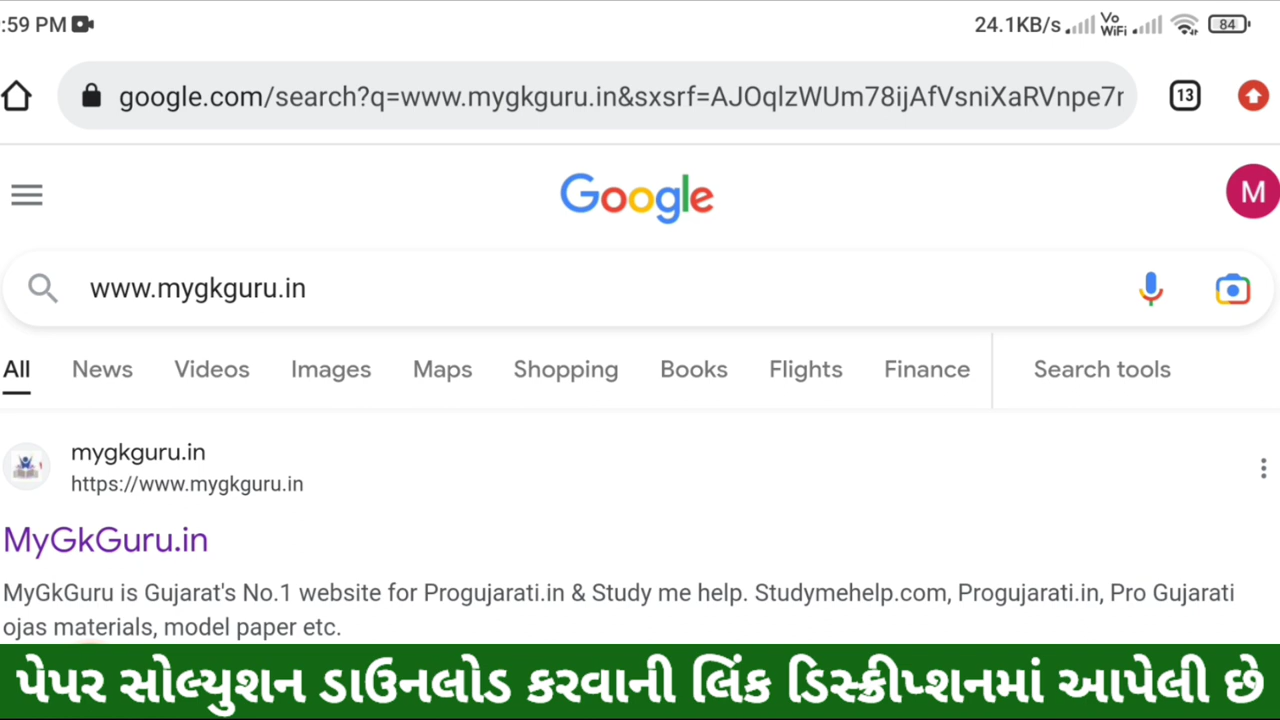 :59 PM
24.1KB/s Vo WiFi 84
google.com/search?q=www.mygkguru.in&sxsrf=AJOqlzWUm78ijAfVsniXaRVnpe7r
13
Google
M
www.mygkguru.in
All News Videos Images Maps Shopping Books Flights Finance Search tools
mygkguru.in
https://www.mygkguru.in
MyGkGuru.in
MyGkGuru is Gujarat's No.1 website for Progujarati.in & Study me help. Studymehelp.com, Progujarati.in, Pro Gujarati
ojas materials, model paper etc.
પેપર સોલ્યુશન ડાઉનલોડ કરવાની લિંક ડિસ્ક્રીપ્શનમાં આપેલી છે